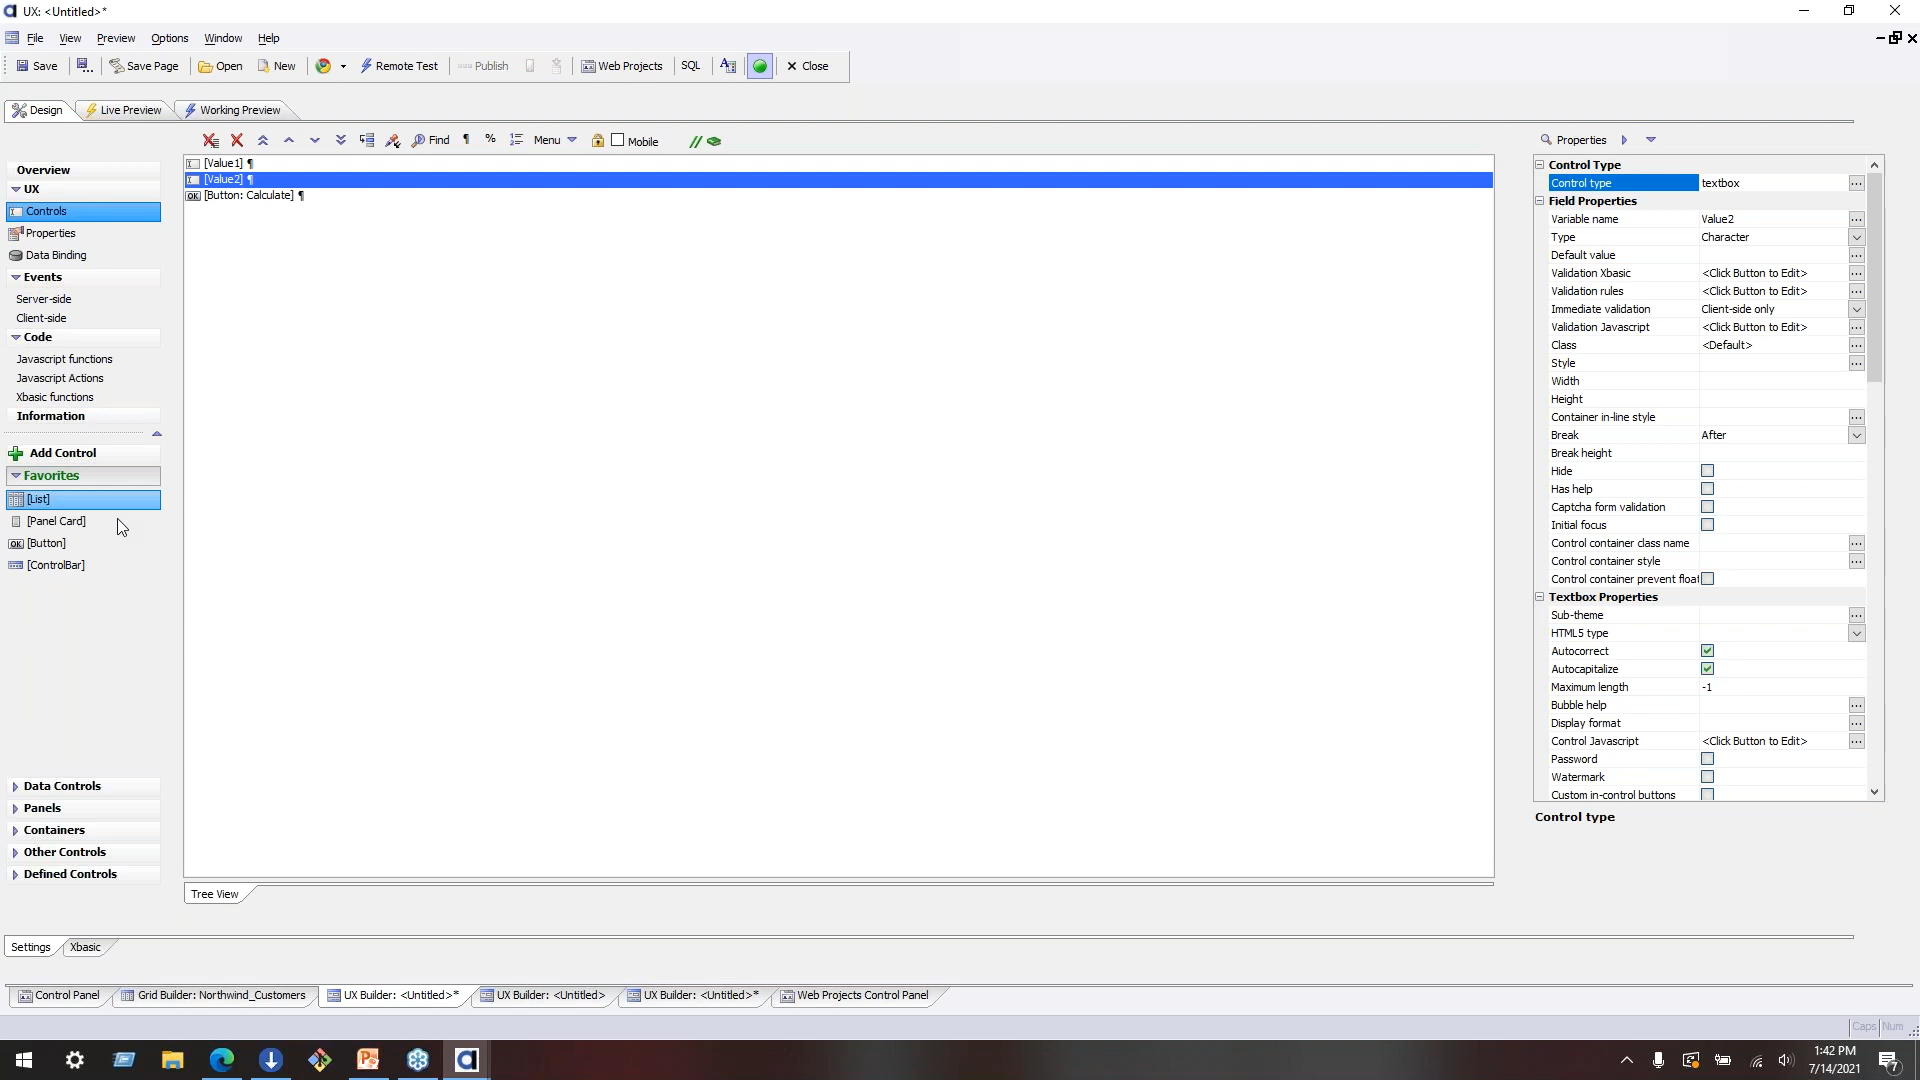 UX: <Untitled>*
File View Preview Options Window Help
Save Save Page Open New Remote Test Publish Web Projects SQL Close
Design Live Preview Working Preview
Find ¶ % Menu Mobile Properties
Overview
UX
Controls
Properties
Data Binding
Events
Server-side
Client-side
Code
Javascript functions
Javascript Actions
Xbasic functions
Information
Add Control
Favorites
[List]
[Panel Card]
OK [Button]
[ControlBar]
Data Controls
Panels
Containers
Other Controls
Defined Controls
[Value1] ¶
[Value2] ¶
OK [Button: Calculate] ¶
Tree View
Control Type
Control type textbox ...
Field Properties
Variable name Value2 ...
Type Character
Default value ...
Validation Xbasic <Click Button to Edit> ...
Validation rules <Click Button to Edit> ...
Immediate validation Client-side only
Validation Javascript <Click Button to Edit> ...
Class <Default> ...
Style ...
Width
Height
Container in-line style ...
Break After
Break height
Hide
Has help
Captcha form validation
Initial focus
Control container class name ...
Control container style ...
Control container prevent float
Textbox Properties
Sub-theme ...
HTML5 type
Autocorrect
Autocapitalize
Maximum length -1
Bubble help ...
Display format ...
Control Javascript <Click Button to Edit> ...
Password
Watermark
Custom in-control buttons
Control type
Settings Xbasic
Control Panel Grid Builder: Northwind_Customers UX Builder: <Untitled>* UX Builder: <Untitled> UX Builder: <Untitled>* Web Projects Control Panel
Caps Num
1:42 PM
7/14/2021
7